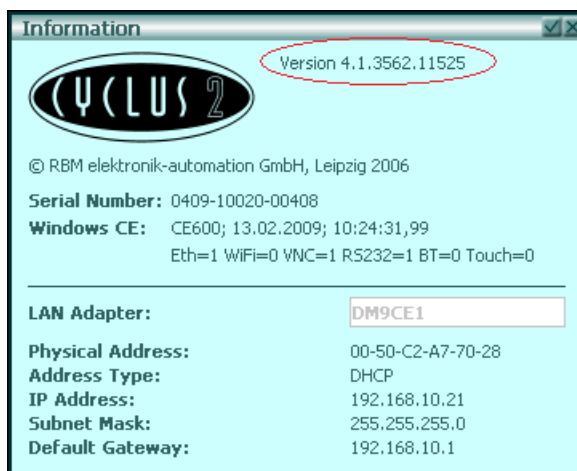 Information
Version 4.1.3562.11525
CYCLUS 2
© RBM elektronik-automation GmbH, Leipzig 2006
Serial Number: 0409-10020-00408
Windows CE: CE600; 13.02.2009; 10:24:31,99
Eth=1 WiFi=0 VNC=1 RS232=1 BT=0 Touch=0
LAN Adapter: DM9CE1
Physical Address: 00-50-C2-A7-70-28
Address Type: DHCP
IP Address: 192.168.10.21
Subnet Mask: 255.255.255.0
Default Gateway: 192.168.10.1